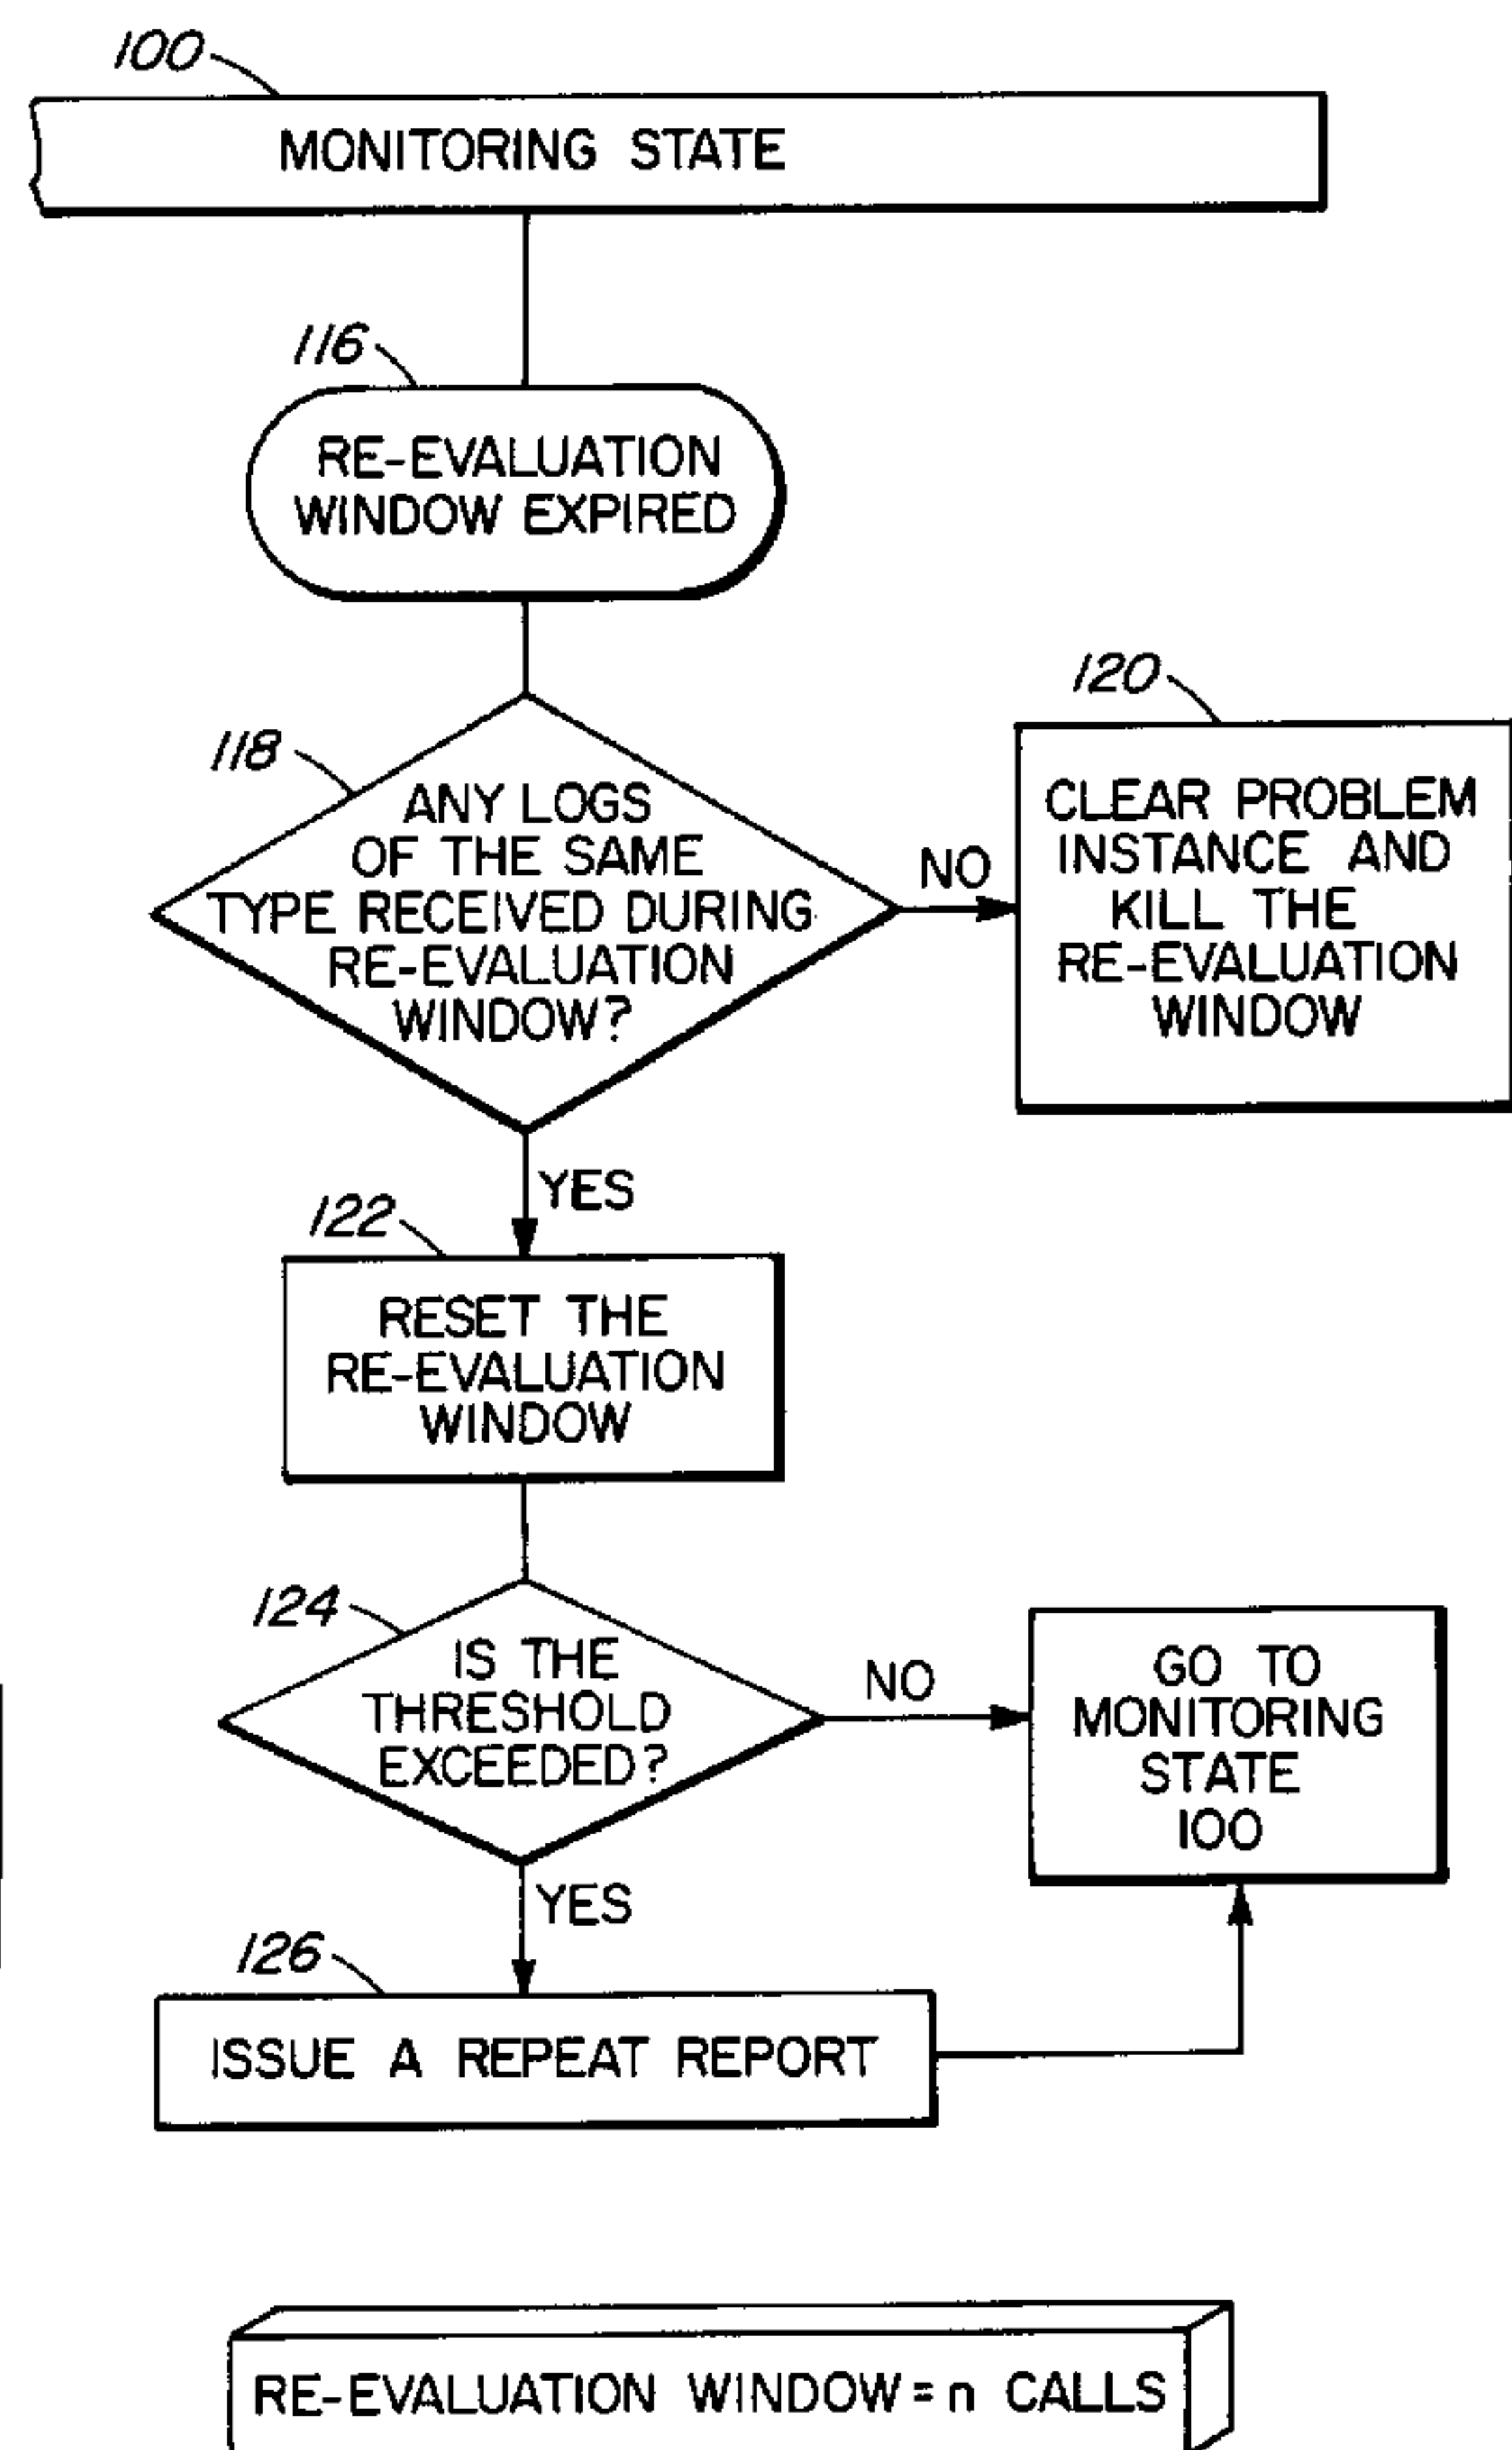 100
MONITORING STATE
116
RE-EVALUATION
WINDOW EXPIRED
118
ANY LOGS
OF THE SAME
TYPE RECEIVED DURING
RE-EVALUATION
WINDOW?
NO
120
CLEAR PROBLEM
INSTANCE AND
KILL THE
RE-EVALUATION
WINDOW
YES
122
RESET THE
RE-EVALUATION
WINDOW
124
IS THE
THRESHOLD
EXCEEDED?
NO
GO TO
MONITORING
STATE
100
YES
126
ISSUE A REPEAT REPORT
RE-EVALUATION WINDOW=n CALLS